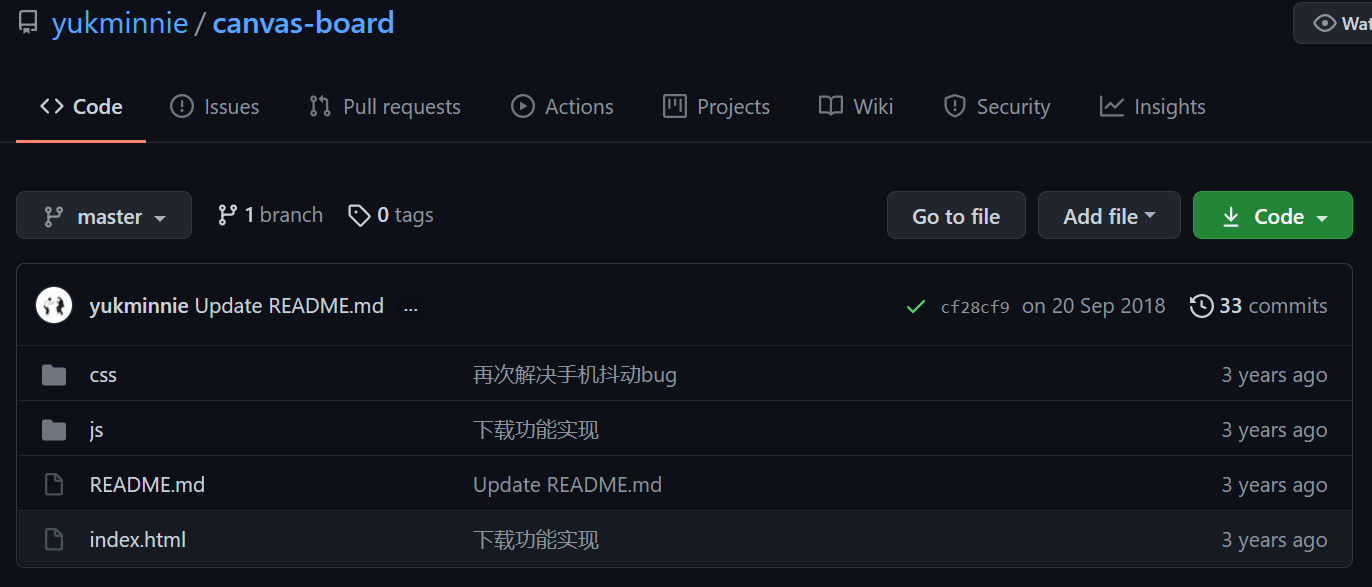 yukminnie / canvas-board
Wat
Code Issues Pull requests Actions Projects Wiki Security Insights
master 1 branch 0 tags Go to file Add file Code
yukminnie Update README.md ... cf28cf9 on 20 Sep 2018 33 commits
css 再次解决手机抖动bug 3 years ago
js 下载功能实现 3 years ago
README.md Update README.md 3 years ago
index.html 下载功能实现 3 years ago